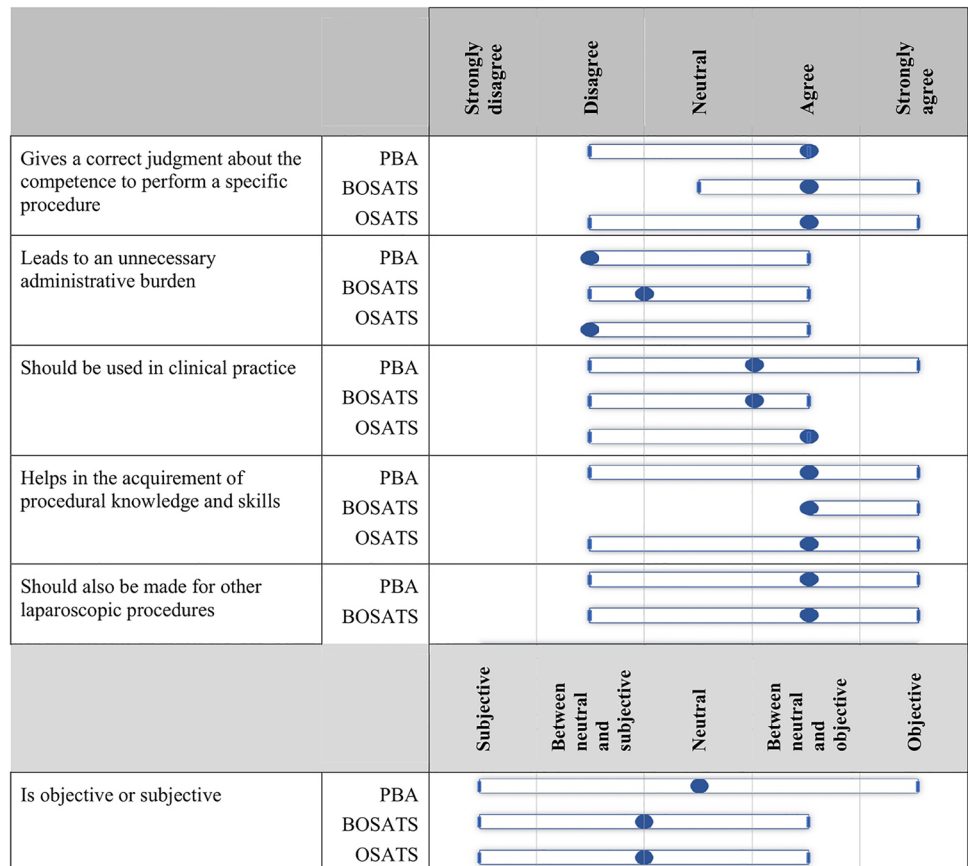 Strongly
disagree
Disagree
Neutral
Agree
Strongly
agree
Gives a correct judgment about the
competence to perform a specific
procedure
PBA
BOSATS
OSATS
Leads to an unnecessary
administrative burden
PBA
BOSATS
OSATS
Should be used in clinical practice
PBA
BOSATS
OSATS
Helps in the acquirement of
procedural knowledge and skills
PBA
BOSATS
OSATS
Should also be made for other
laparoscopic procedures
PBA
BOSATS
Subjective
Between
neutral
and
subjective
Neutral
Between
neutral
and
objective
Objective
Is objective or subjective
PBA
BOSATS
OSATS